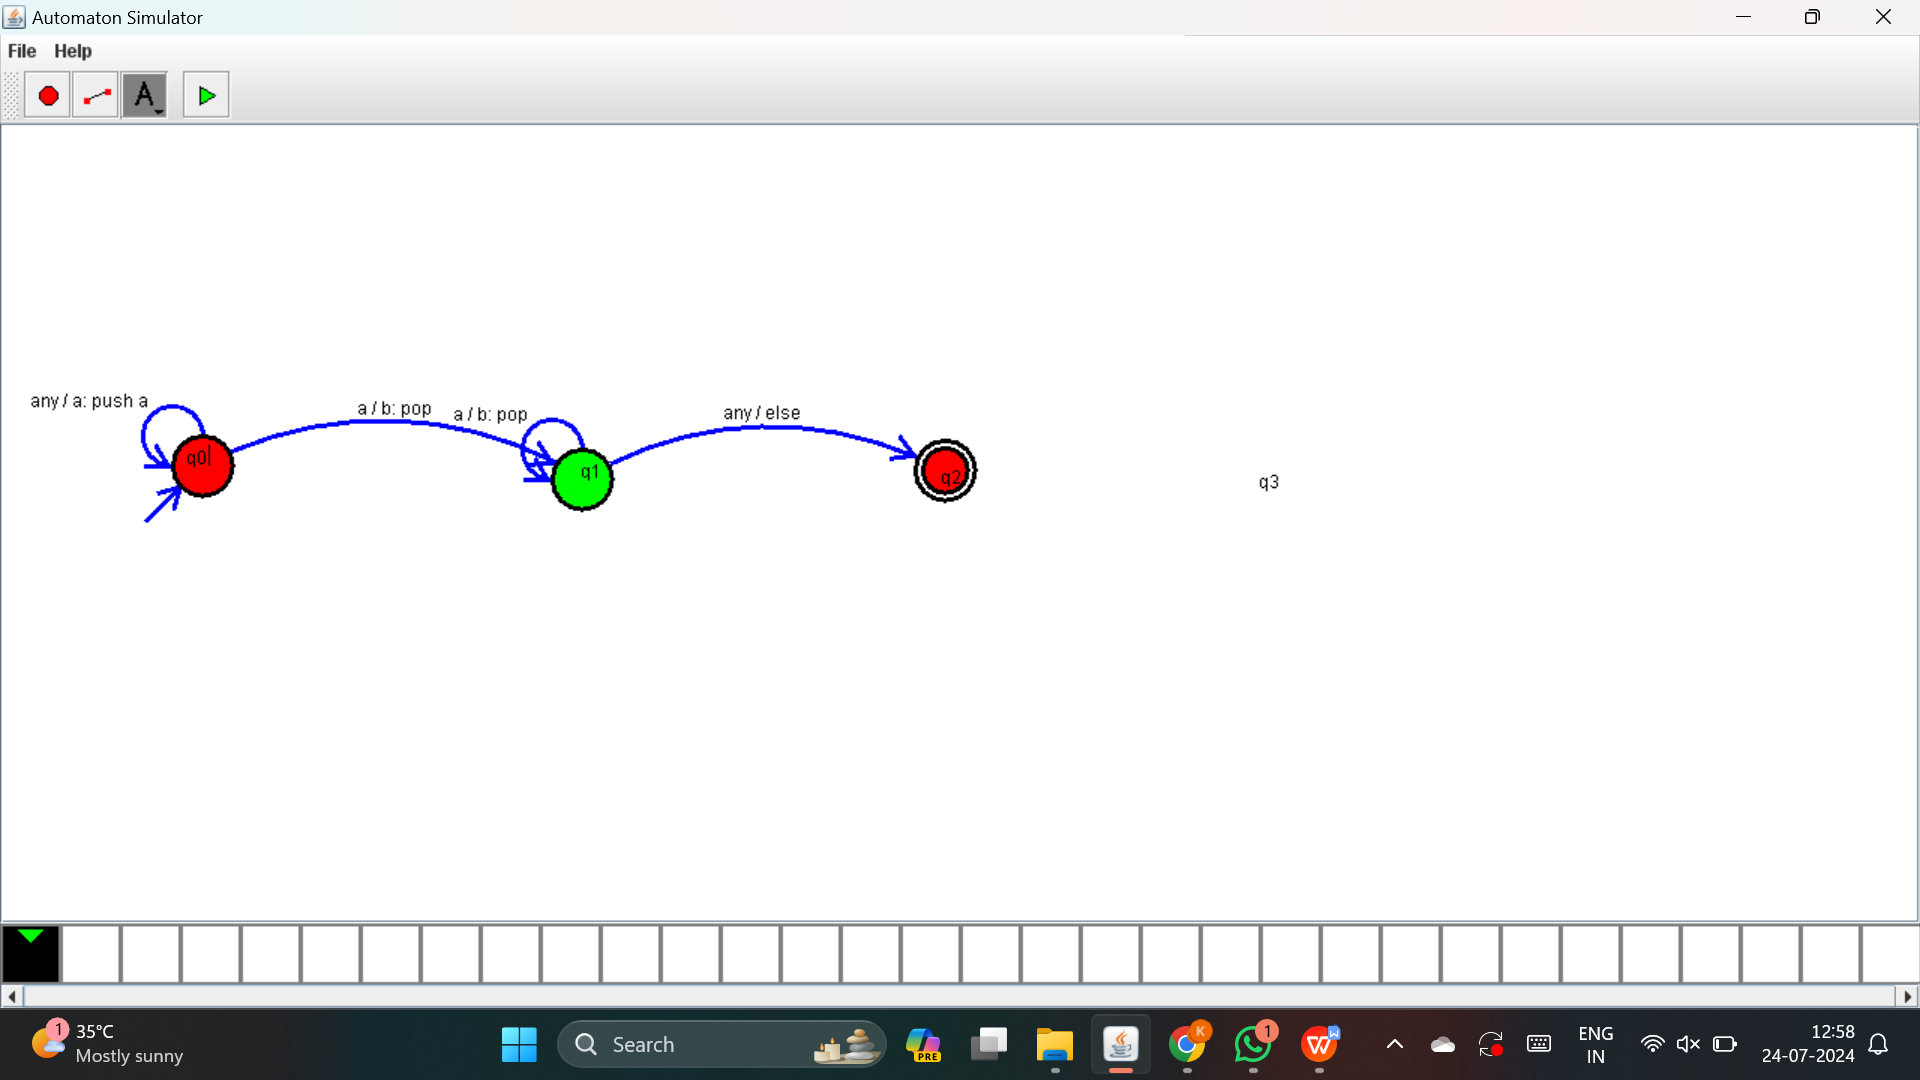 Automaton Simulator
File Help
A
any / a: push a
a / b: pop
a / b: pop
any / else
q0
q1
q2
q3
1
35°C
Mostly sunny
Search
PRE
K
1
W
ENG
IN
12:58
24-07-2024